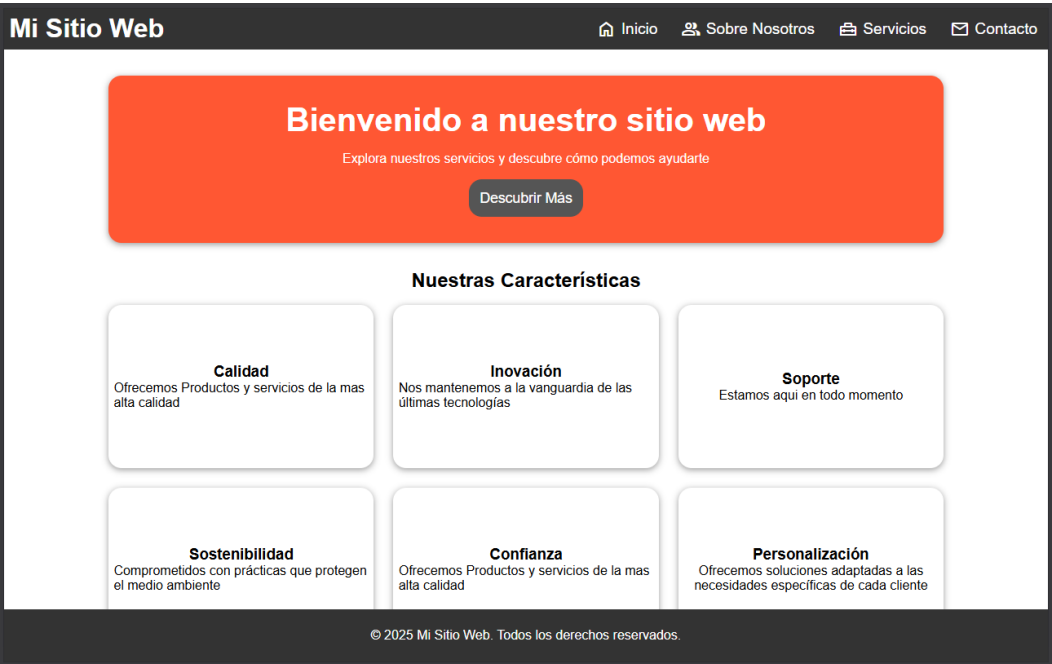 Mi Sitio Web
Inicio
Sobre Nosotros
Servicios
Contacto
Bienvenido a nuestro sitio web
Explora nuestros servicios y descubre cómo podemos ayudarte
Descubrir Más
Nuestras Características
Calidad
Ofrecemos Productos y servicios de la mas
alta calidad
Inovación
Nos mantenemos a la vanguardia de las
últimas tecnologías
Soporte
Estamos aqui en todo momento
Sostenibilidad
Comprometidos con prácticas que protegen
el medio ambiente
Confianza
Ofrecemos Productos y servicios de la mas
alta calidad
Personalización
Ofrecemos soluciones adaptadas a las
necesidades específicas de cada cliente
© 2025 Mi Sitio Web. Todos los derechos reservados.